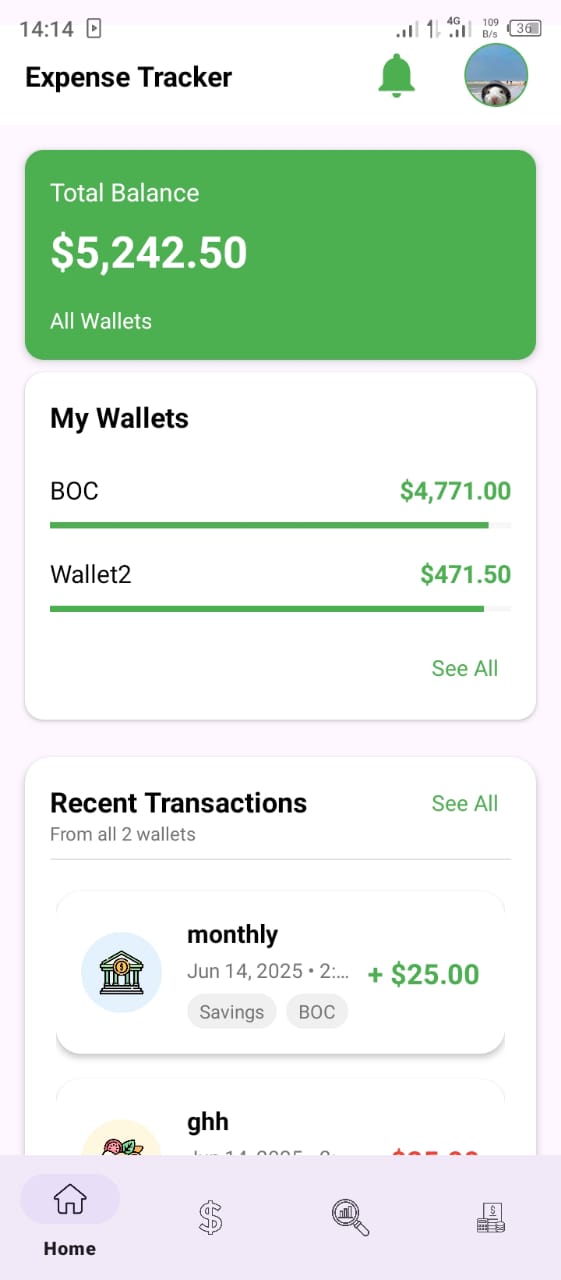 14:14
4G
109
B/s
36
Expense Tracker
Total Balance
$5,242.50
All Wallets
My Wallets
BOC
$4,771.00
Wallet2
$471.50
See All
Recent Transactions
See All
From all 2 wallets
monthly
Jun 14, 2025 • 2:...
+ $25.00
Savings
BOC
ghh
Home